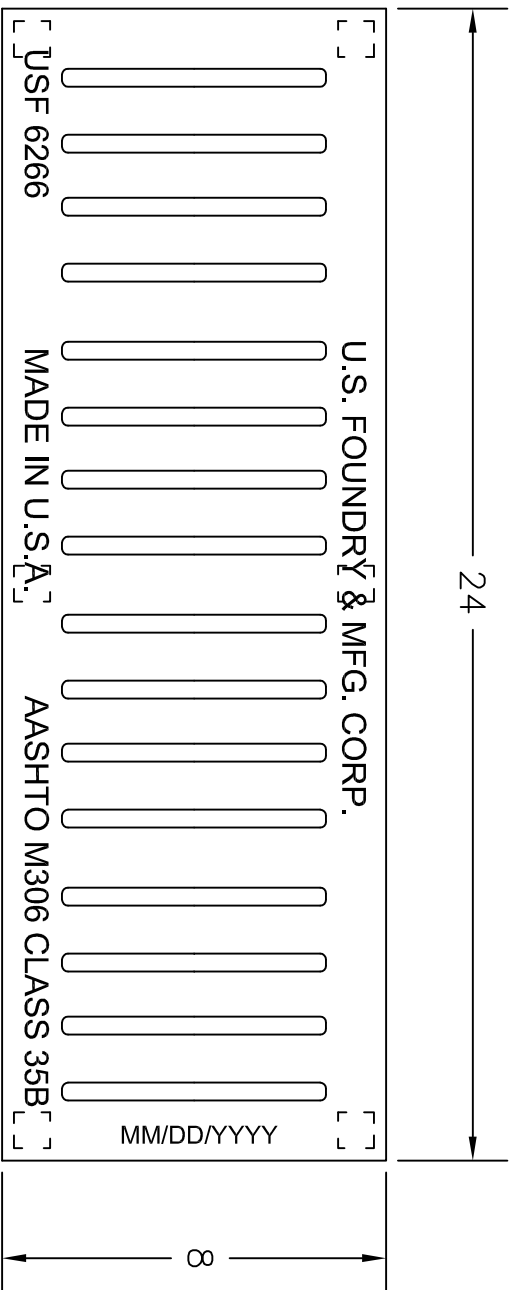 U.S. FOUNDRY & MFG. CORP.
USF 6266
MADE IN U.S.A.
AASHTO M306 CLASS 35B
MM/DD/YYYY
24
8